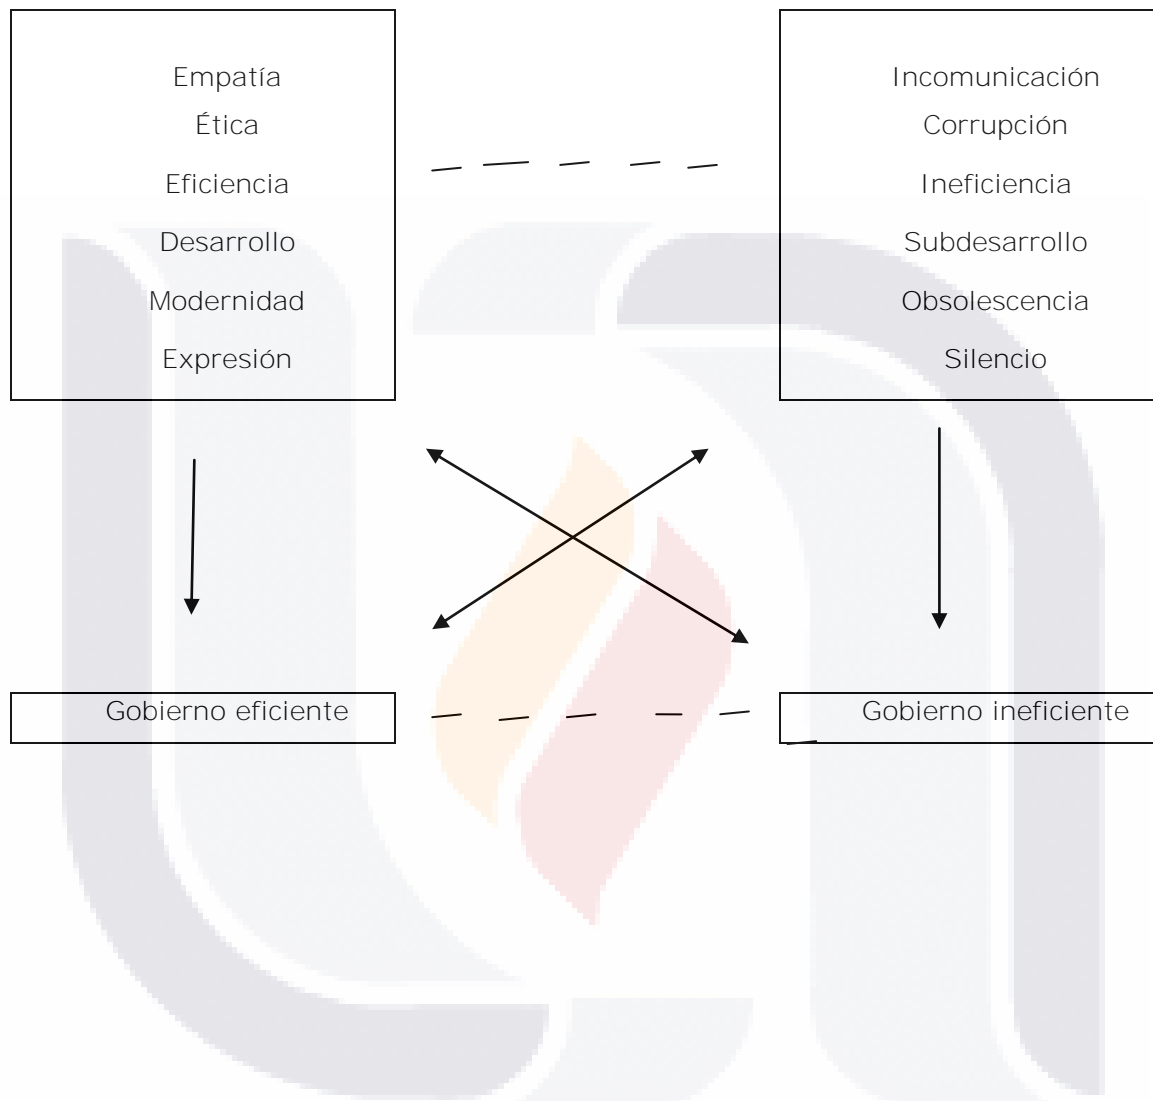 Empatía
Ética
Eficiencia
Desarrollo
Modernidad
Expresión
Incomunicación
Corrupción
Ineficiencia
Subdesarrollo
Obsolescencia
Silencio
Gobierno eficiente
Gobierno ineficiente